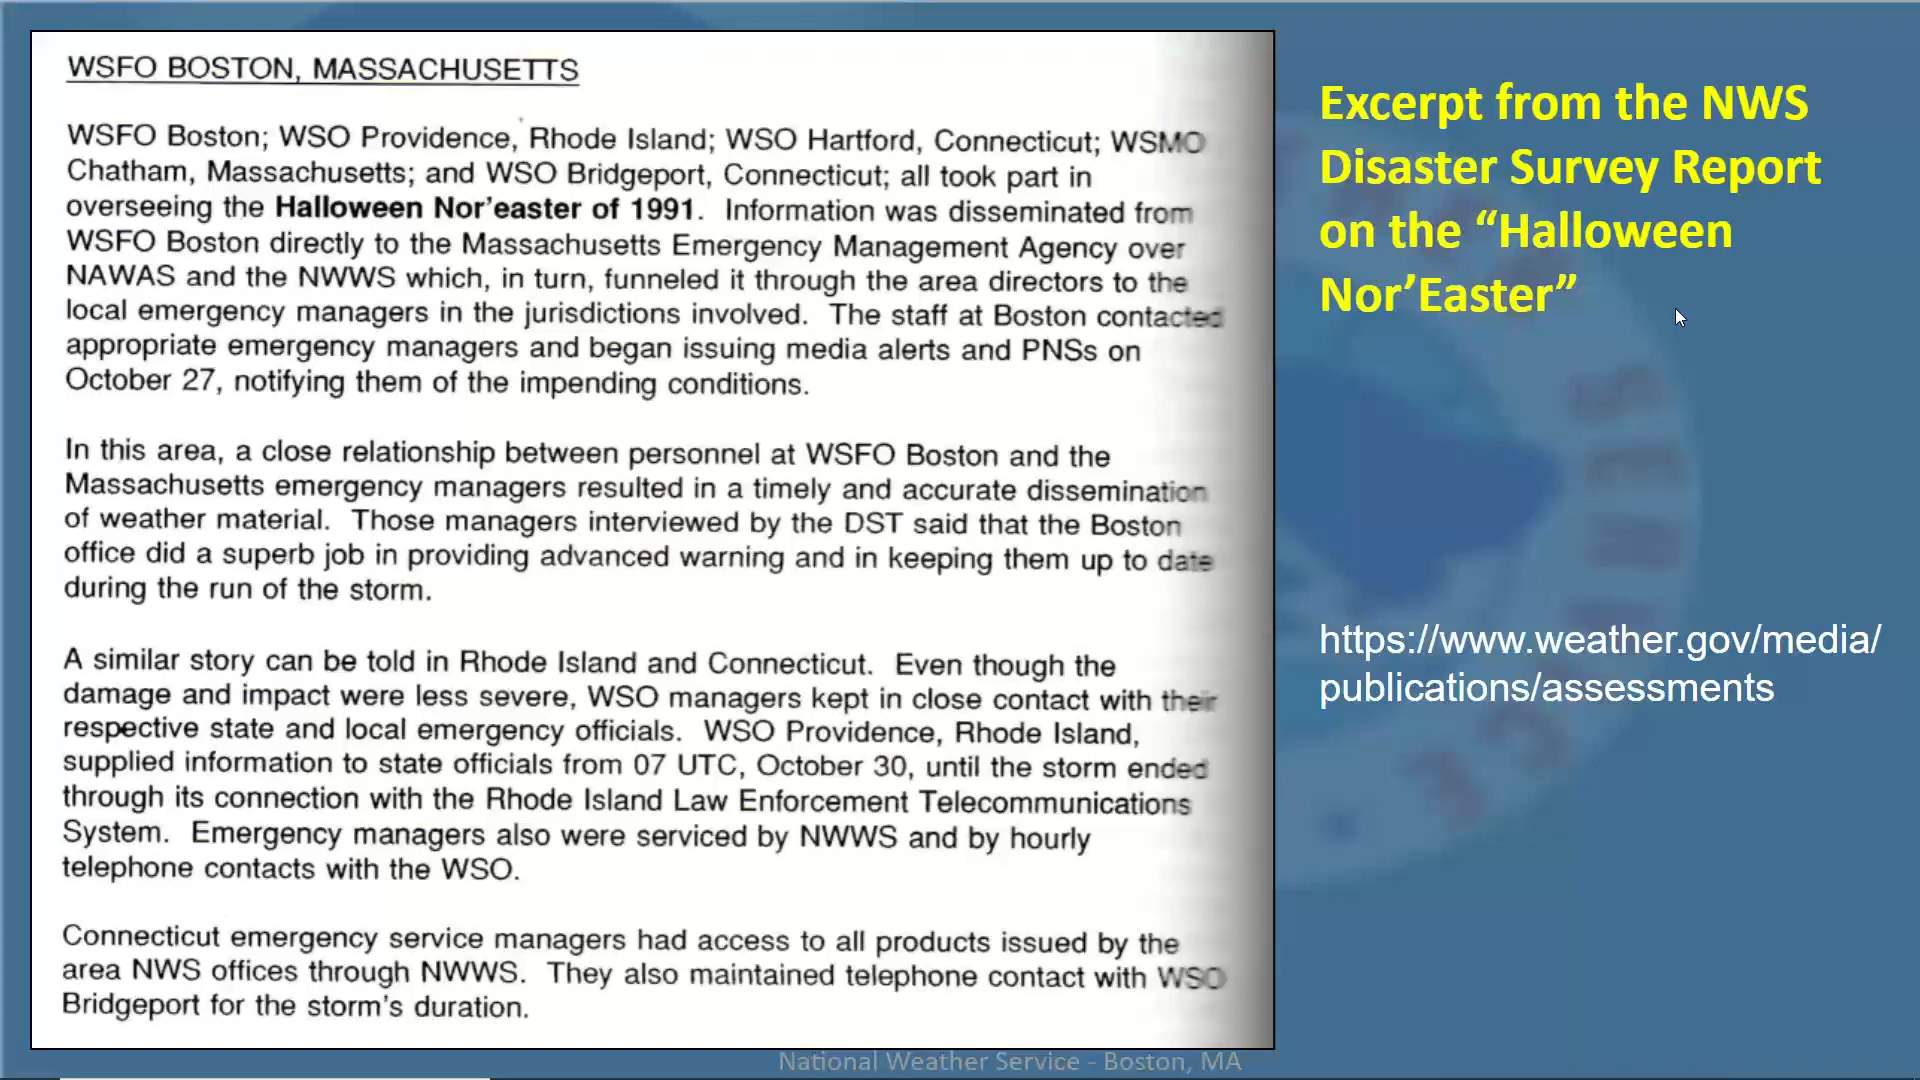 WSFO BOSTON, MASSACHUSETTS
WSFO Boston; WSO Providence, Rhode Island; WSO Hartford, Connecticut; WSMO
Chatham, Massachusetts; and WSO Bridgeport, Connecticut; all took part in
overseeing the Halloween Nor'easter of 1991. Information was disseminated from
WSFO Boston directly to the Massachusetts Emergency Management Agency over
NAWAS and the NWWS which, in turn, funneled it through the area directors to the
local emergency managers in the jurisdictions involved. The staff at Boston contacted
appropriate emergency managers and began issuing media alerts and PNSs on
October 27, notifying them of the impending conditions.
In this area, a close relationship between personnel at WSFO Boston and the
Massachusetts emergency managers resulted in a timely and accurate dissemination
of weather material. Those managers interviewed by the DST said that the Boston
office did a superb job in providing advanced warning and in keeping them up to date
during the run of the storm.
A similar story can be told in Rhode Island and Connecticut. Even though the
damage and impact were less severe, WSO managers kept in close contact with their
respective state and local emergency officials. WSO Providence, Rhode Island,
supplied information to state officials from 07 UTC, October 30, until the storm ended
through its connection with the Rhode Island Law Enforcement Telecommunications
System. Emergency managers also were serviced by NWWS and by hourly
telephone contacts with the WSO.
Connecticut emergency service managers had access to all products issued by the
area NWS offices through NWWS. They also maintained telephone contact with WSO
Bridgeport for the storm's duration.
Excerpt from the NWS
Disaster Survey Report
on the “Halloween
Nor’Easter”
https://www.weather.gov/media/
publications/assessments
National Weather Service - Boston, MA